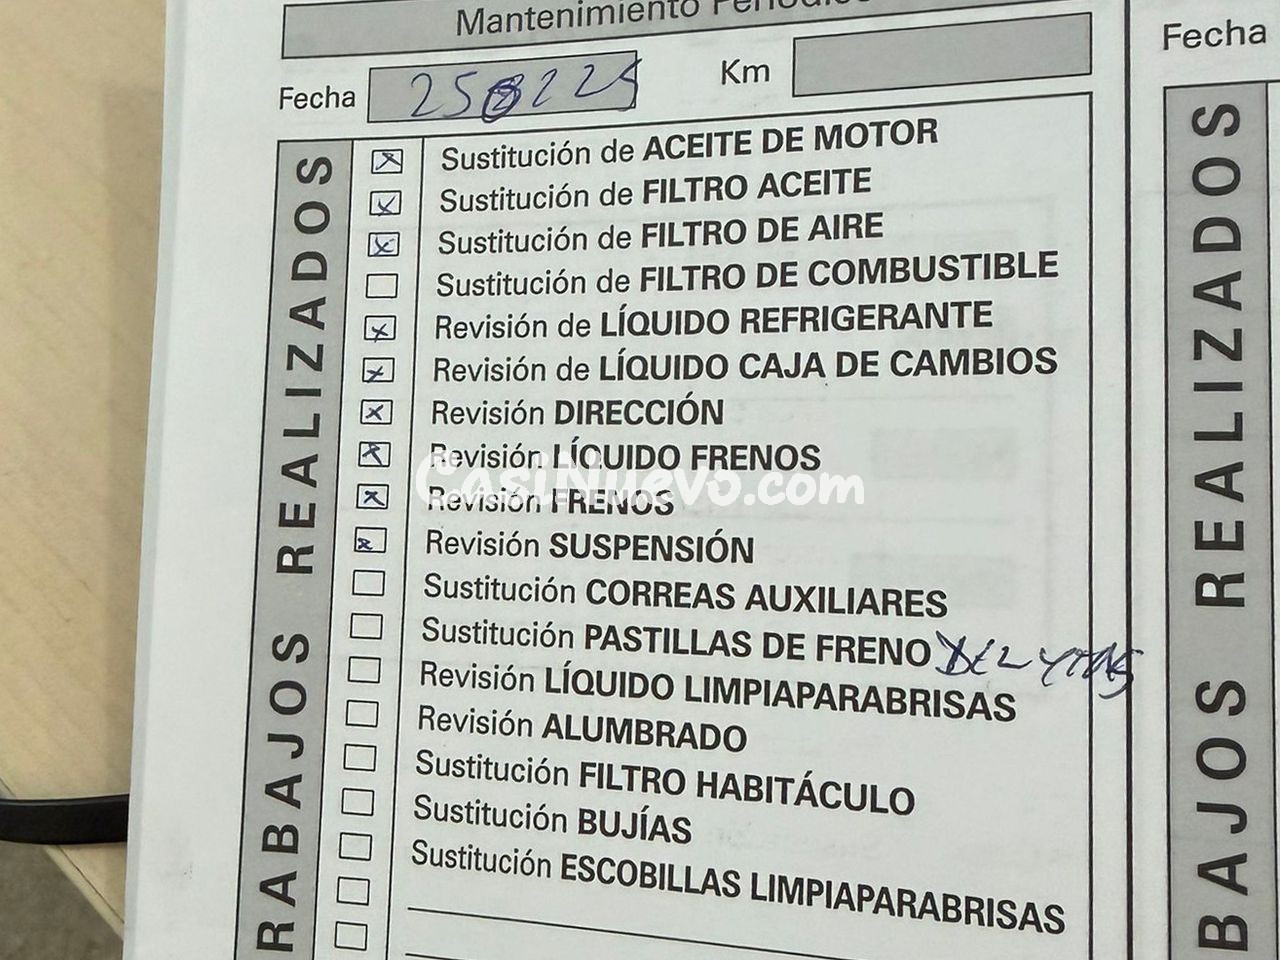 Mantenimiento Periódico
Fecha Km
Fecha
Sustitución de ACEITE DE MOTOR
Sustitución de FILTRO ACEITE
Sustitución de FILTRO DE AIRE
Sustitución de FILTRO DE COMBUSTIBLE
Revisión de LÍQUIDO REFRIGERANTE
Revisión de LÍQUIDO CAJA DE CAMBIOS
Revisión DIRECCIÓN
Revisión LÍQUIDO FRENOS
CasiNuevo.com
Revisión FRENOS
Revisión SUSPENSIÓN
Sustitución CORREAS AUXILIARES
Sustitución PASTILLAS DE FRENO
Revisión LÍQUIDO LIMPIAPARABRISAS
Revisión ALUMBRADO
Sustitución FILTRO HABITÁCULO
Sustitución BUJÍAS
Sustitución ESCOBILLAS LIMPIAPARABRISAS
RABAJOS REALIZADOS
BAJOS REALIZADOS